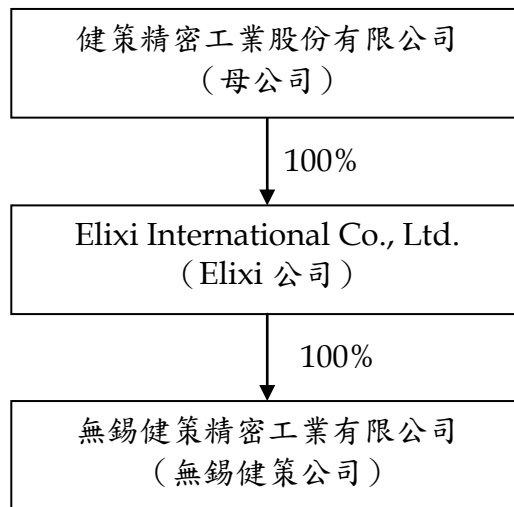 健策精密工業股份有限公司
（母公司）
100%
Elixi International Co., Ltd.
（Elixi 公司）
100%
無錫健策精密工業有限公司
（無錫健策公司）